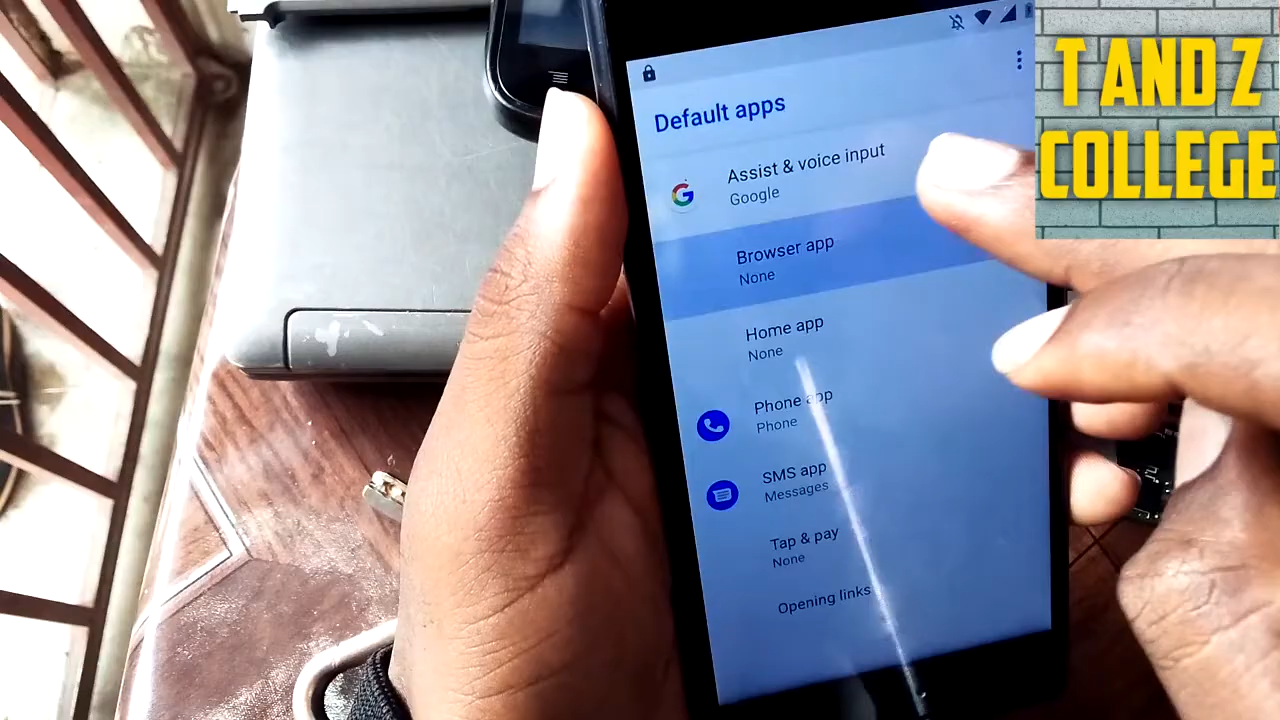 Default apps
Assist & voice input
Google
Browser app
None
Home app
None
Phone app
Phone
SMS app
Messages
Tap & pay
None
Opening links
T AND Z
COLLEGE